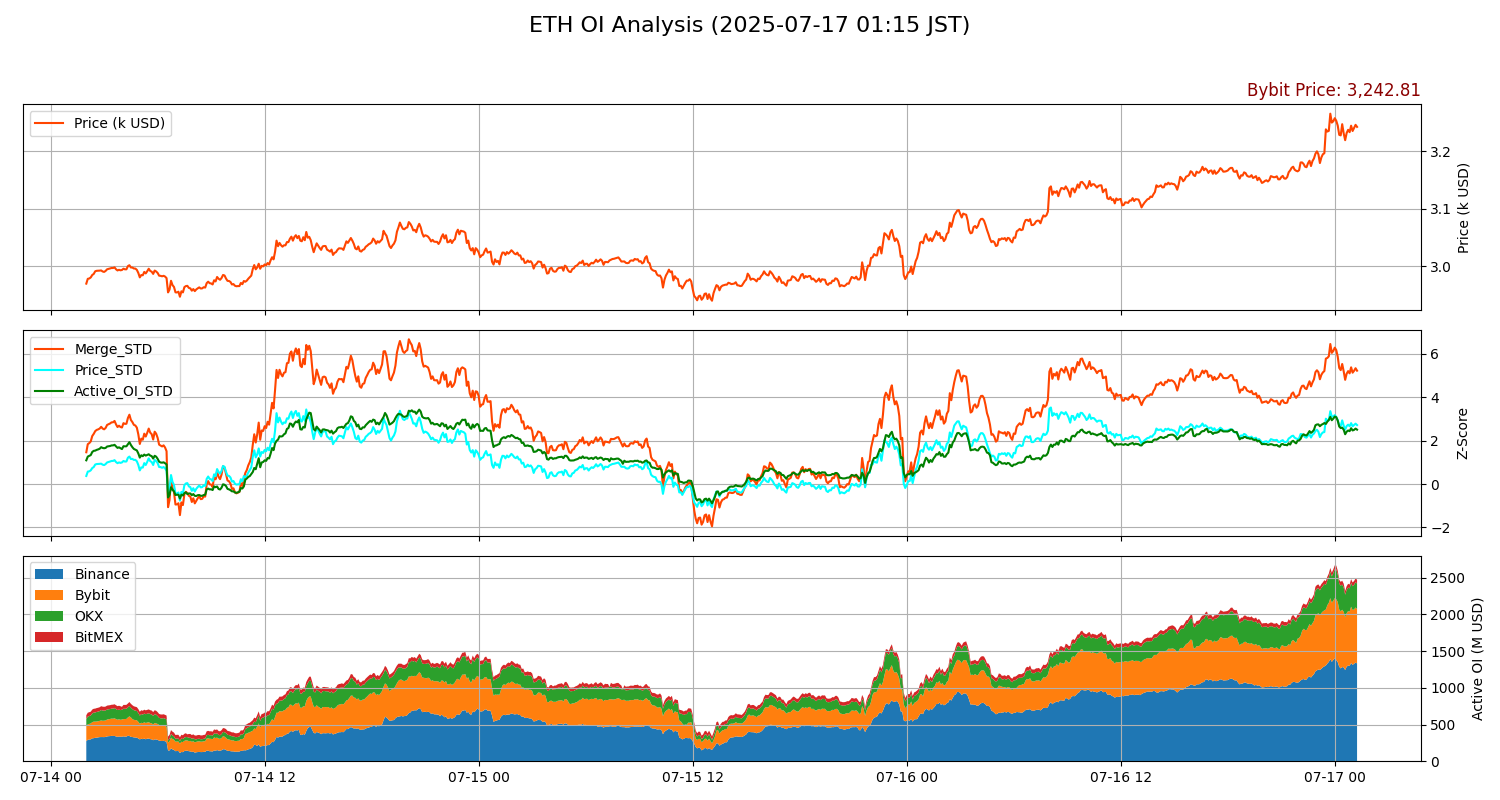 ETH OI Analysis (2025-07-17 01:15 JST)
Bybit Price: 3,242.81
Price (k USD)
3.2
3.1
3.0
Price (k USD)
Merge_STD
Price_STD
Active_OI_STD
6
4
2
0
−2
Z-Score
Binance
Bybit
OKX
BitMEX
2500
2000
1500
1000
500
0
Active OI (M USD)
07-14 00
07-14 12
07-15 00
07-15 12
07-16 00
07-16 12
07-17 00